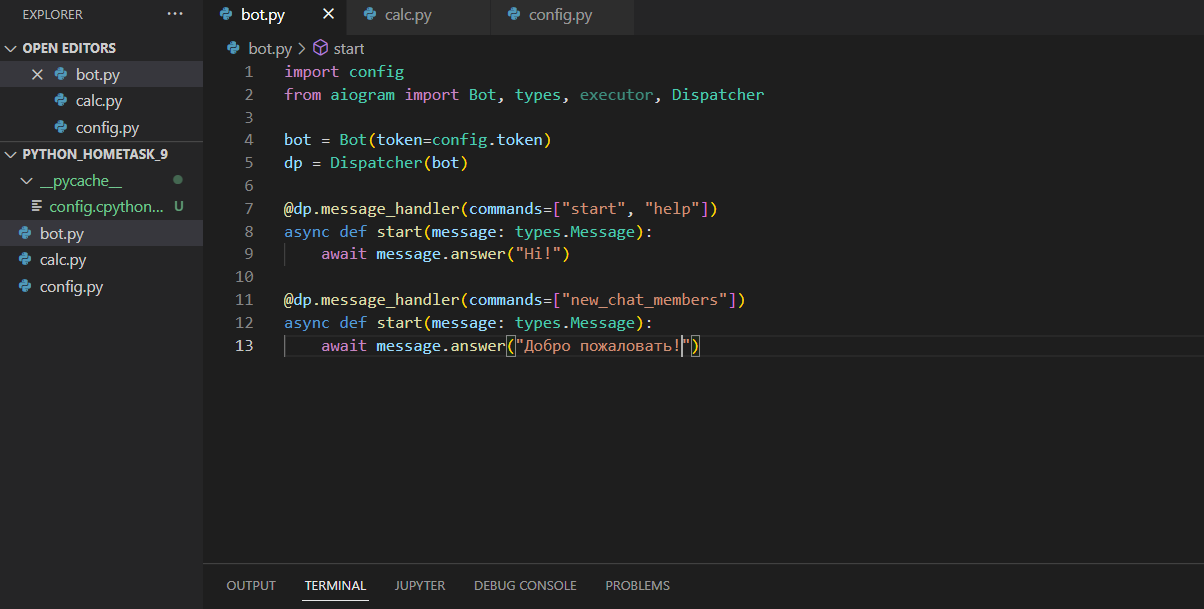 EXPLORER ···
bot.py calc.py config.py
OPEN EDITORS
bot.py
calc.py
config.py
PYTHON_HOMETASK_9
__pycache__
config.cpython... U
bot.py
calc.py
config.py
bot.py > start
1 import config
2 from aiogram import Bot, types, executor, Dispatcher
3
4 bot = Bot(token=config.token)
5 dp = Dispatcher(bot)
6
7 @dp.message_handler(commands=["start", "help"])
8 async def start(message: types.Message):
9 await message.answer("Hi!")
10
11 @dp.message_handler(commands=["new_chat_members"])
12 async def start(message: types.Message):
13 await message.answer("Добро пожаловать!")
OUTPUT TERMINAL JUPYTER DEBUG CONSOLE PROBLEMS